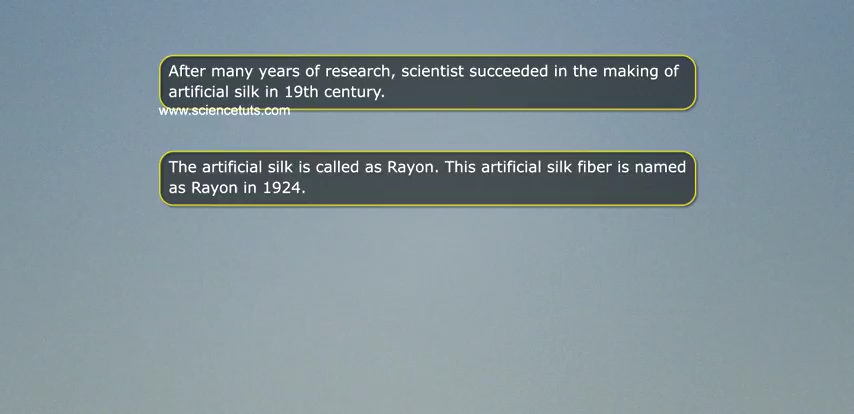 After many years of research, scientist succeeded in the making of
artificial silk in 19th century.
www.sciencetuts.com
The artificial silk is called as Rayon. This artificial silk fiber is named
as Rayon in 1924.